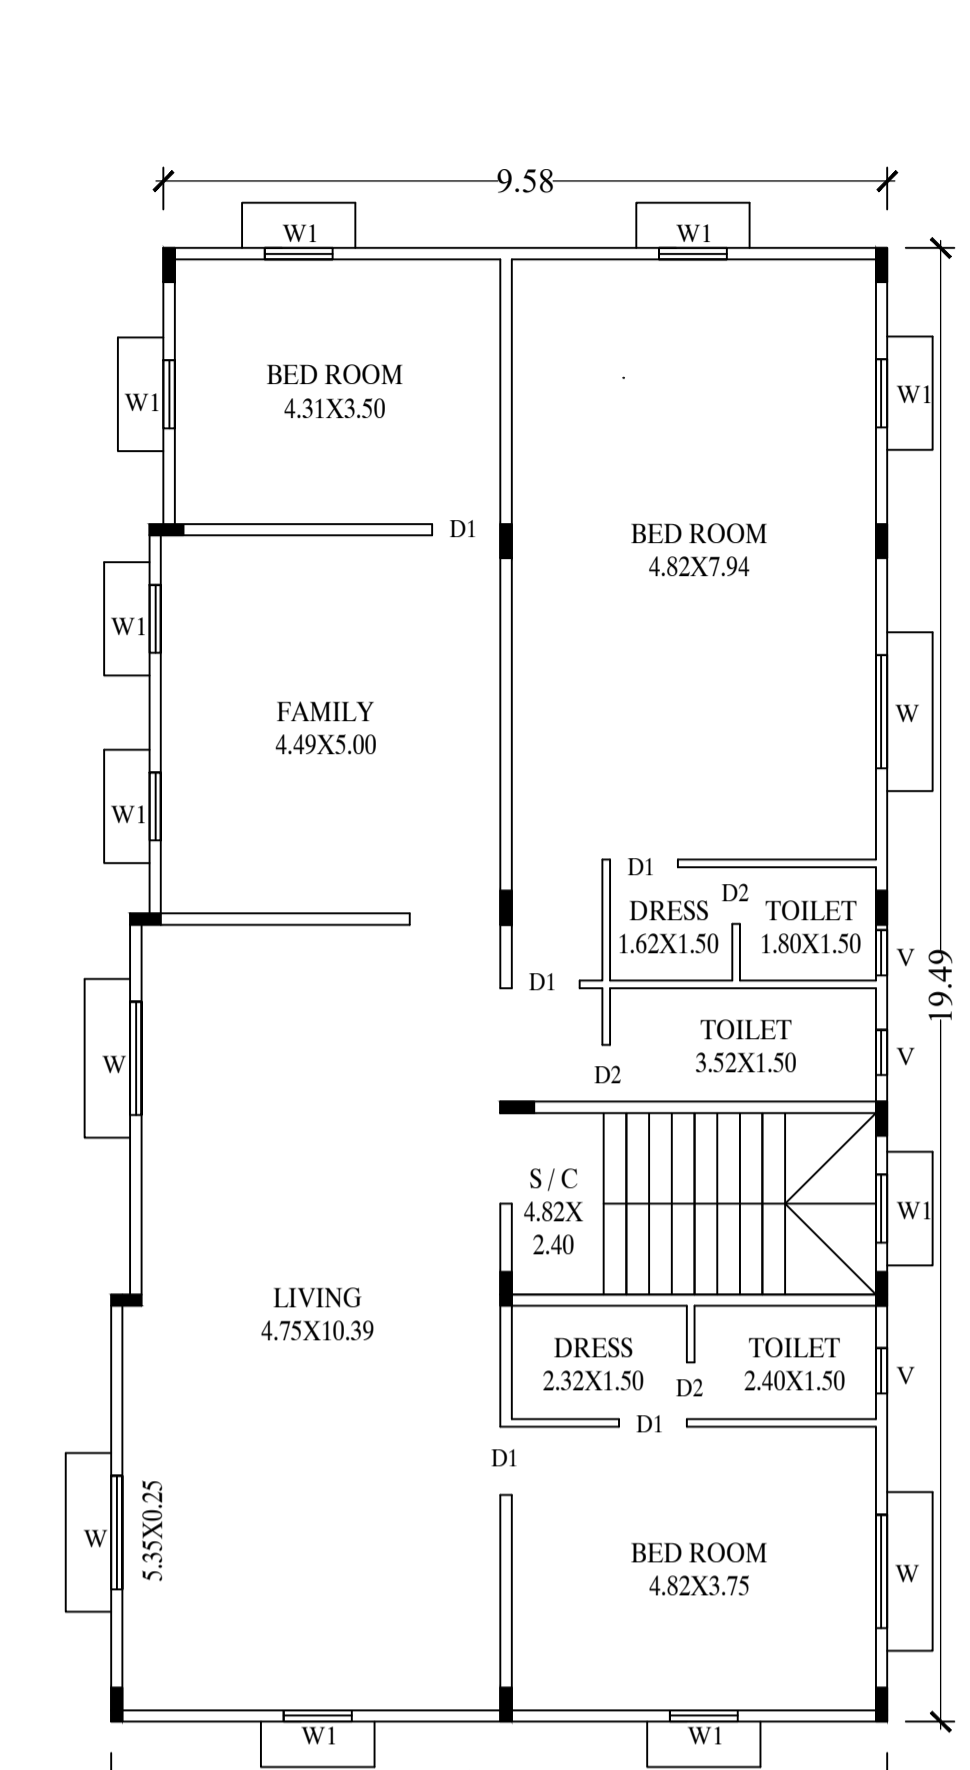 9.58
W1
W1
BED ROOM
4.31X3.50
W1
W1
D1
BED ROOM
4.82X7.94
W1
FAMILY
4.49X5.00
W
W1
D1
D2
DRESS
1.62X1.50
TOILET
1.80X1.50
V
19.49
D1
TOILET
3.52X1.50
V
W
D2
S / C
4.82X
2.40
W1
LIVING
4.75X10.39
DRESS
2.32X1.50
TOILET
2.40X1.50
V
D2
D1
D1
W
5.35X0.25
BED ROOM
4.82X3.75
W
W1
W1